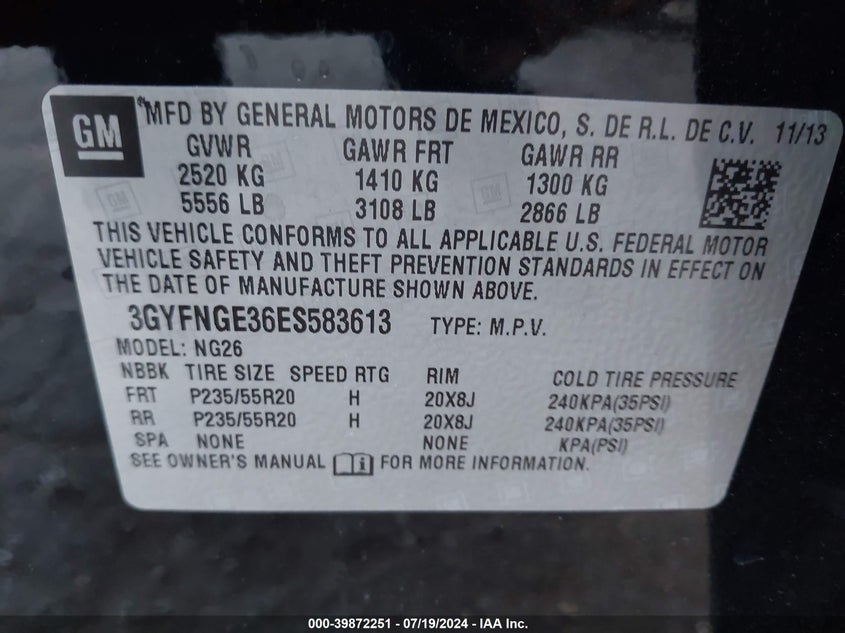 GM
MFD BY GENERAL MOTORS DE MEXICO, S. DE R.L. DE C.V. 11/13
GVWR GAWR FRT GAWR RR
2520 KG 1410 KG 1300 KG
5556 LB 3108 LB 2866 LB
THIS VEHICLE CONFORMS TO ALL APPLICABLE U.S. FEDERAL MOTOR
VEHICLE SAFETY AND THEFT PREVENTION STANDARDS IN EFFECT ON
THE DATE OF MANUFACTURE SHOWN ABOVE.
3GYFNGE36ES583613 TYPE: M.P.V.
MODEL: NG26
NBBK TIRE SIZE SPEED RTG RIM COLD TIRE PRESSURE
FRT P235/55R20 H 20X8J 240KPA(35PSI)
RR P235/55R20 H 20X8J 240KPA(35PSI)
SPA NONE NONE KPA(PSI)
SEE OWNER'S MANUAL FOR MORE INFORMATION.
000-39872251 - 07/19/2024 - IAA Inc.